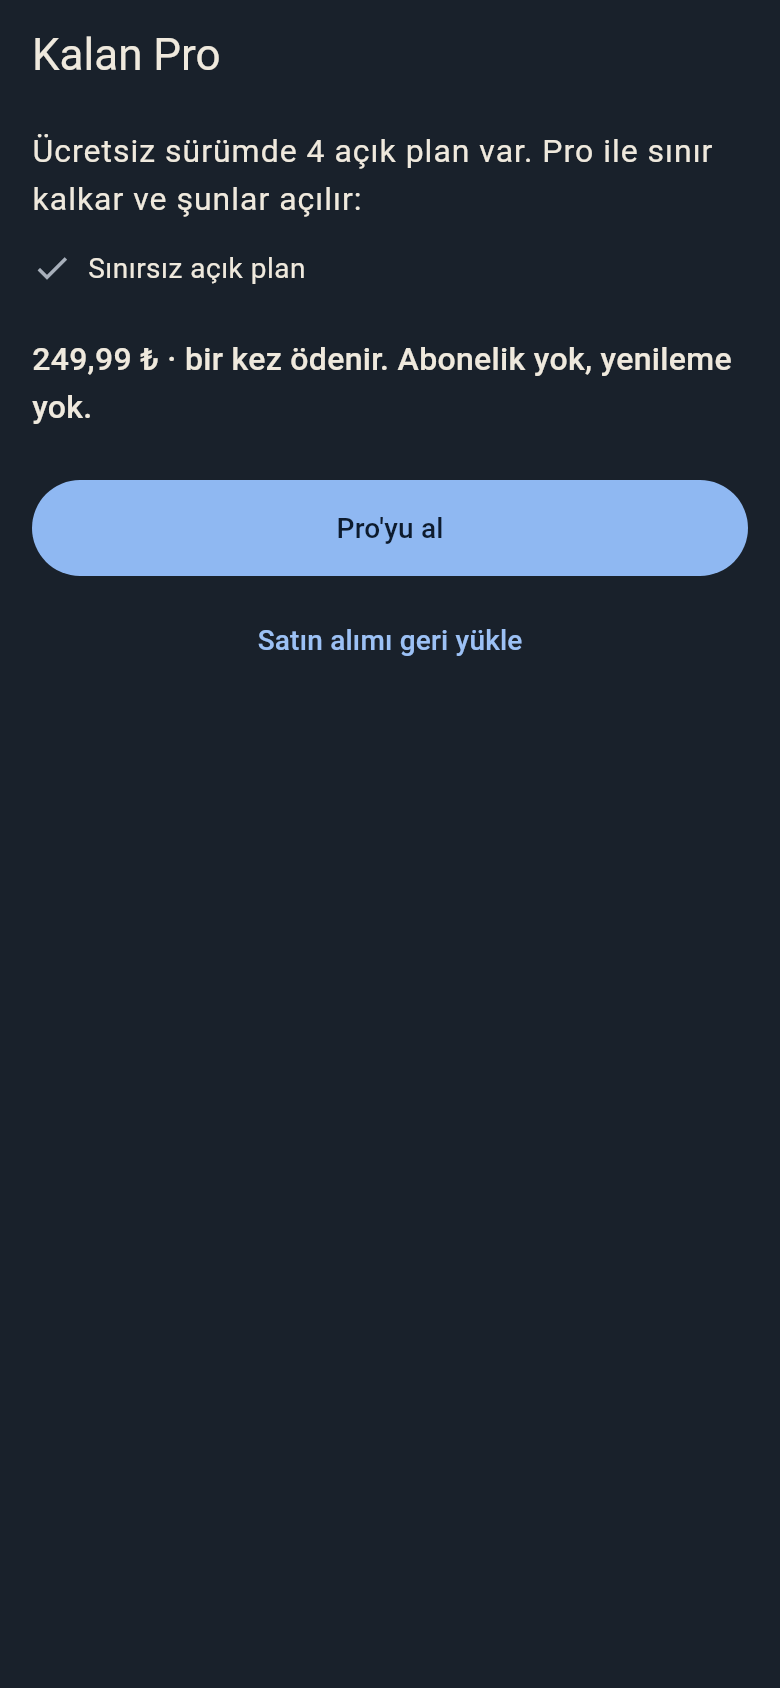 Kalan Pro
Ücretsiz sürümde 4 açık plan var. Pro ile sınır
kalkar ve şunlar açılır:
Sınırsız açık plan
249,99 ₺ · bir kez ödenir. Abonelik yok, yenileme
yok.
Pro'yu al
Satın alımı geri yükle